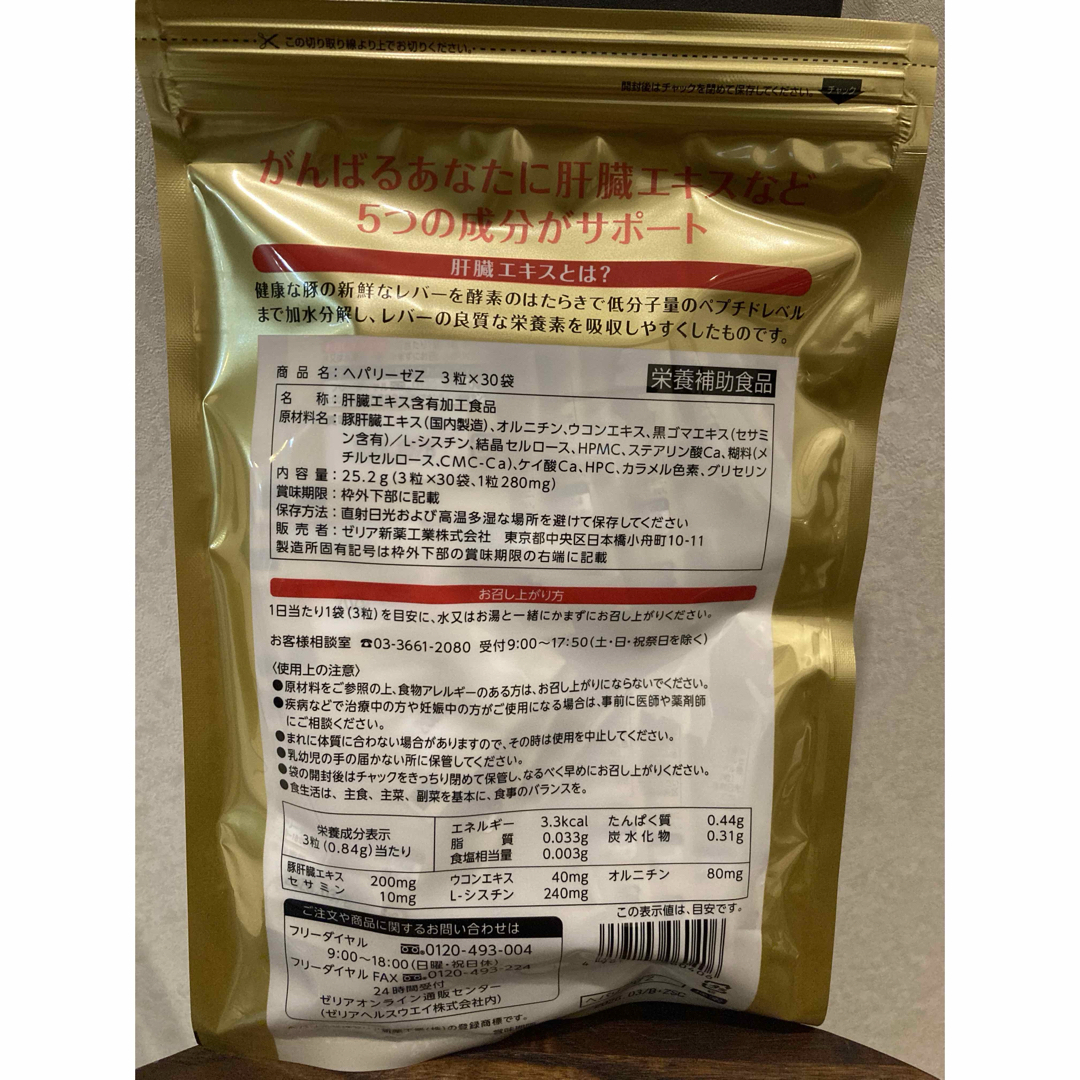 この切り取り線より上でお切りください。
開封後はチャックを閉めて保存してください。 チャック
がんばるあなたに肝臓エキスなど
5つの成分がサポート
肝臓エキスとは?
健康な豚の新鮮なレバーを酵素のはたらきで低分子量のペプチドレベル
まで加水分解し、レバーの良質な栄養素を吸収しやすくしたものです。
商品名:ヘパリーゼZ 3粒×30袋 栄養補助食品
名称:肝臓エキス含有加工食品
原材料名:豚肝臓エキス(国内製造)、オルニチン、ウコンエキス、黒ゴマエキス(セサミ
ン含有)/L-シスチン、結晶セルロース、HPMC、ステアリン酸Ca、糊料(メ
チルセルロース、CMC-Ca)、ケイ酸Ca、HPC、カラメル色素、グリセリン
内容量:25.2g(3粒×30袋、1粒280mg)
賞味期限:枠外下部に記載
保存方法:直射日光および高温多湿な場所を避けて保存してください
販売者:ゼリア新薬工業株式会社 東京都中央区日本橋小舟町10-11
製造所固有記号は枠外下部の賞味期限の右端に記載
お召し上がり方
1日当たり1袋(3粒)を目安に、水又はお湯と一緒にかまずにお召し上がりください。
お客様相談室 ☎03-3661-2080 受付9:00〜17:50(土・日・祝祭日を除く)
〈使用上の注意〉
●原材料をご参照の上、食物アレルギーのある方は、お召し上がりにならないでください。
●疾病などで治療中の方や妊娠中の方がご使用になる場合は、事前に医師や薬剤師
にご相談ください。
●まれに体質に合わない場合がありますので、その時は使用を中止してください。
●乳幼児の手の届かない所に保管してください。
●袋の開封後はチャックをきっちり閉めて保管し、なるべく早めにお召し上がりください。
●食生活は、主食、主菜、副菜を基本に、食事のバランスを。
栄養成分表示
3粒(0.84g)当たり
エネルギー 3.3kcal たんぱく質 0.44g
脂質 0.033g 炭水化物 0.31g
食塩相当量 0.003g
豚肝臓エキス 200mg ウコンエキス 40mg オルニチン 80mg
セサミン 10mg L-シスチン 240mg
この表示値は、目安です。
ご注文や商品に関するお問い合わせは
フリーダイヤル 0120-493-004
9:00〜18:00(日曜・祝日休)
フリーダイヤル FAX 0120-493-224
24時間受付
ゼリアオンライン通販センター
(ゼリアヘルスウエイ株式会社内)
の登録商標です。